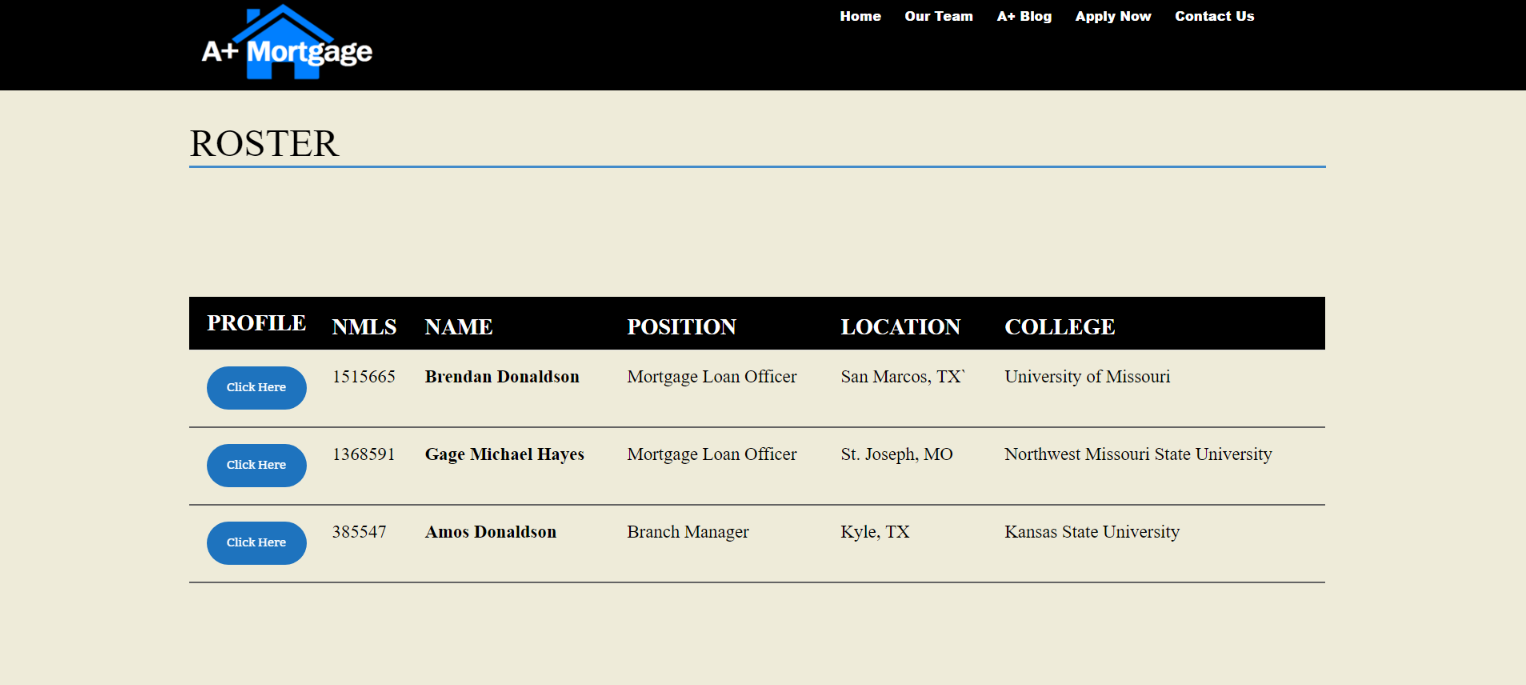 A+ Mortgage
Home Our Team A+ Blog Apply Now Contact Us
ROSTER
PROFILE NMLS NAME POSITION LOCATION COLLEGE
Click Here 1515665 Brendan Donaldson Mortgage Loan Officer San Marcos, TX` University of Missouri
Click Here 1368591 Gage Michael Hayes Mortgage Loan Officer St. Joseph, MO Northwest Missouri State University
Click Here 385547 Amos Donaldson Branch Manager Kyle, TX Kansas State University